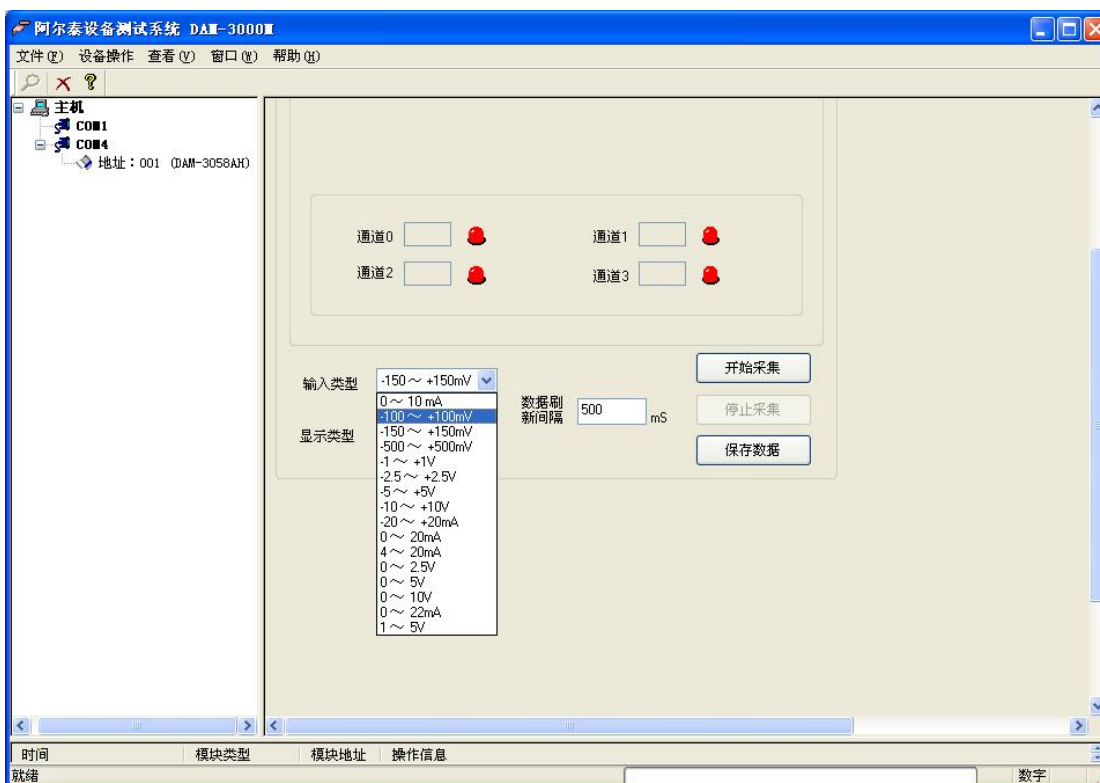 阿尔泰设备测试系统 DAM-3000M
文件(F) 设备操作 查看(V) 窗口(W) 帮助(H)
主机
COM1
COM4
地址：001 (DAM-3058AH)
通道0
通道1
通道2
通道3
输入类型
-150～ +150mV
0～ 10 mA
-100～ +100mV
-150～ +150mV
-500～ +500mV
-1～ +1V
-2.5～ +2.5V
-5～ +5V
-10～ +10V
-20～ +20mA
0～ 20mA
4～ 20mA
0～ 2.5V
0～ 5V
0～ 10V
0～ 22mA
1～ 5V
显示类型
数据刷
新间隔
500
mS
开始采集
停止采集
保存数据
时间 模块类型 模块地址 操作信息
就绪 数字